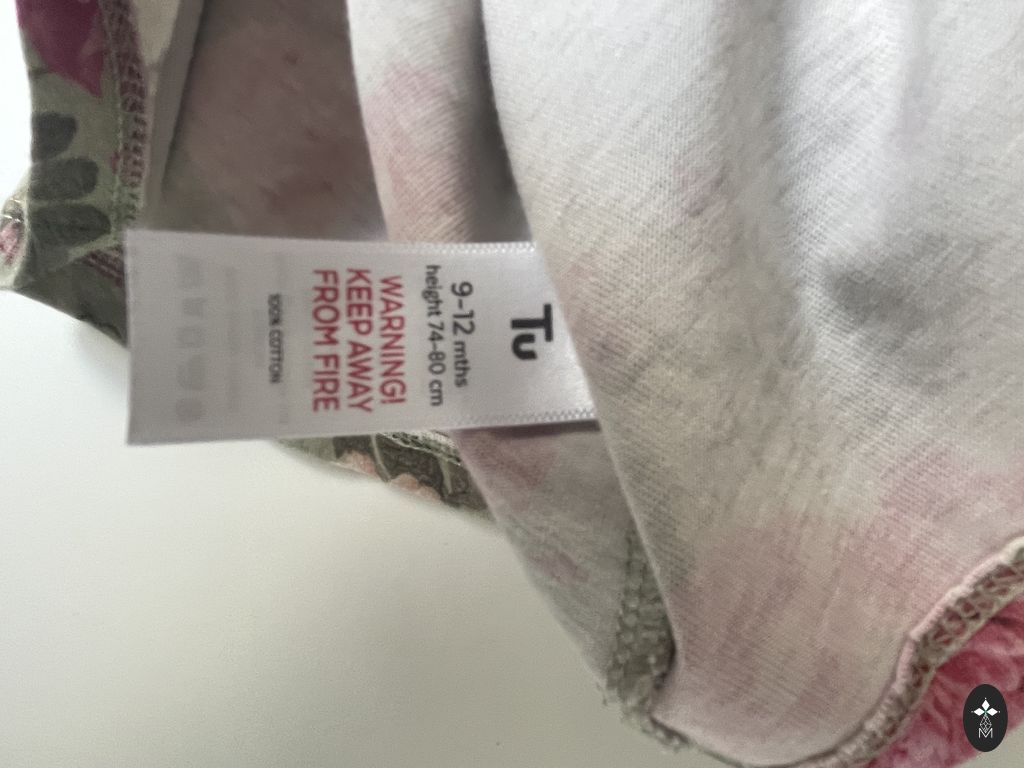 Tu
9-12 mths
height 74-80 cm
WARNING!
KEEP AWAY
FROM FIRE
100% COTTON
M